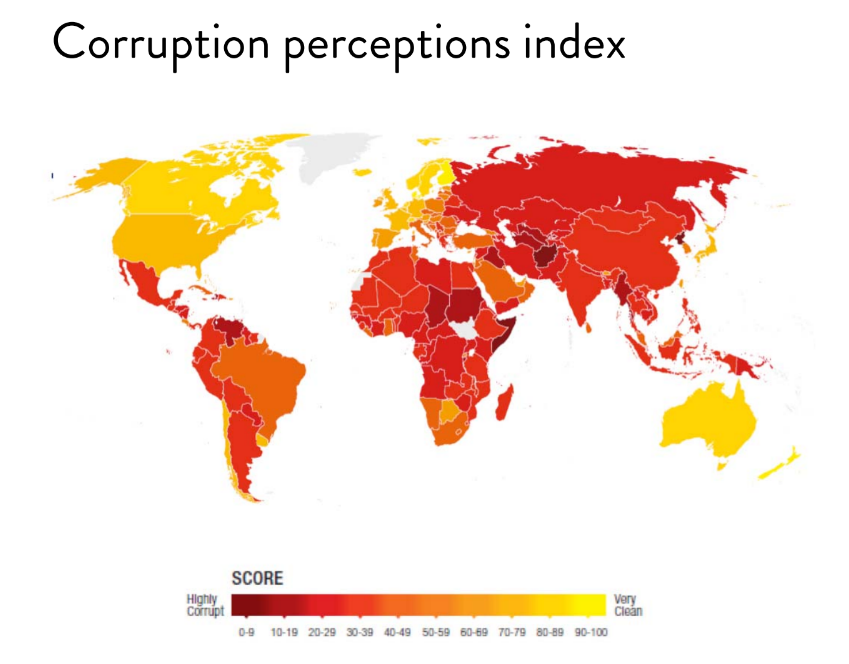 Corruption perceptions index
SCORE
Highly
Corrupt
Very
Clean
0-9 10-19 20-29 30-39 40-49 50-59 60-69 70-79 80-89 90-100